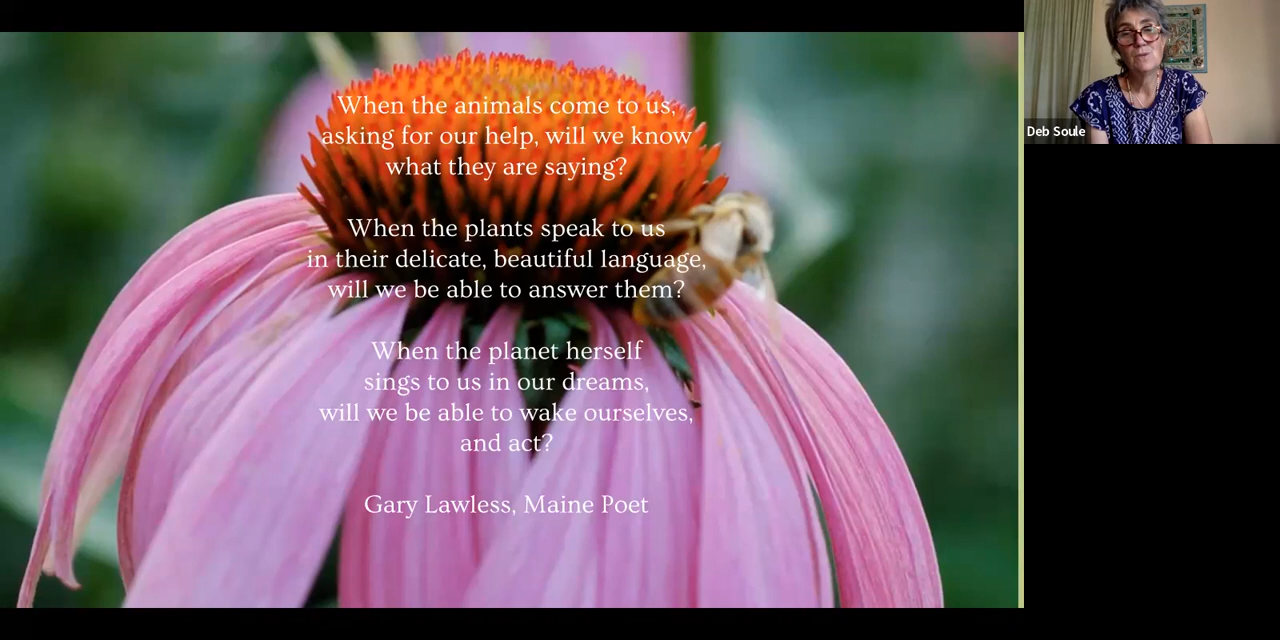 When the animals come to us,
asking for our help, will we know
what they are saying?
When the plants speak to us
in their delicate, beautiful language,
will we be able to answer them?
When the planet herself
sings to us in our dreams,
will we be able to wake ourselves,
and act?
Gary Lawless, Maine Poet
Deb Soule